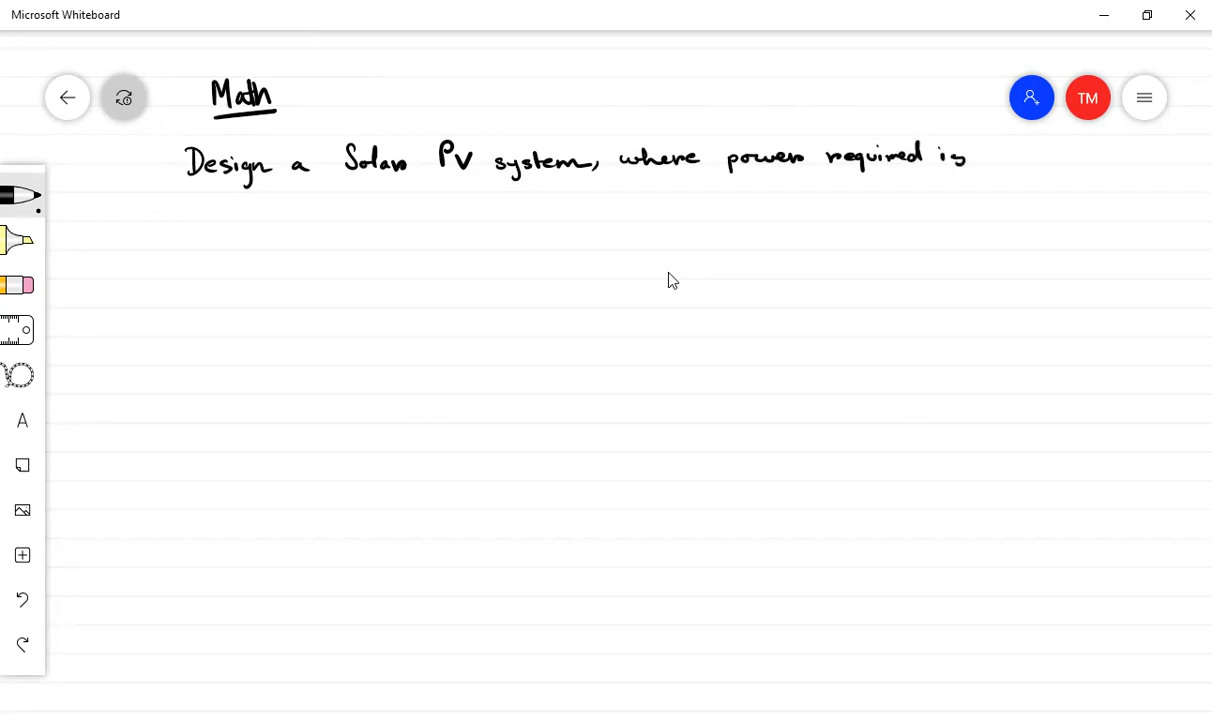 Microsoft Whiteboard
Math
TM
Design a Solar PV system, where power required is
A